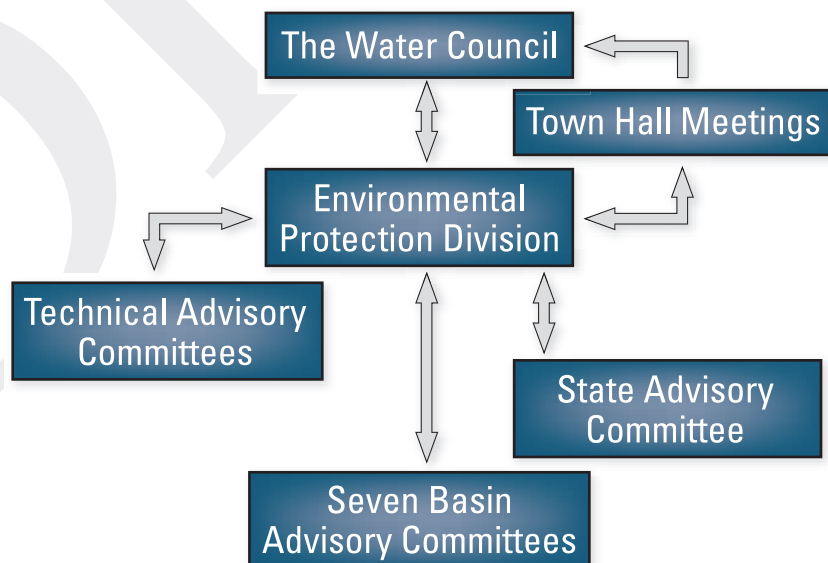 The Water Council
Town Hall Meetings
Environmental
Protection Division
Technical Advisory
Committees
State Advisory
Committee
Seven Basin
Advisory Committees